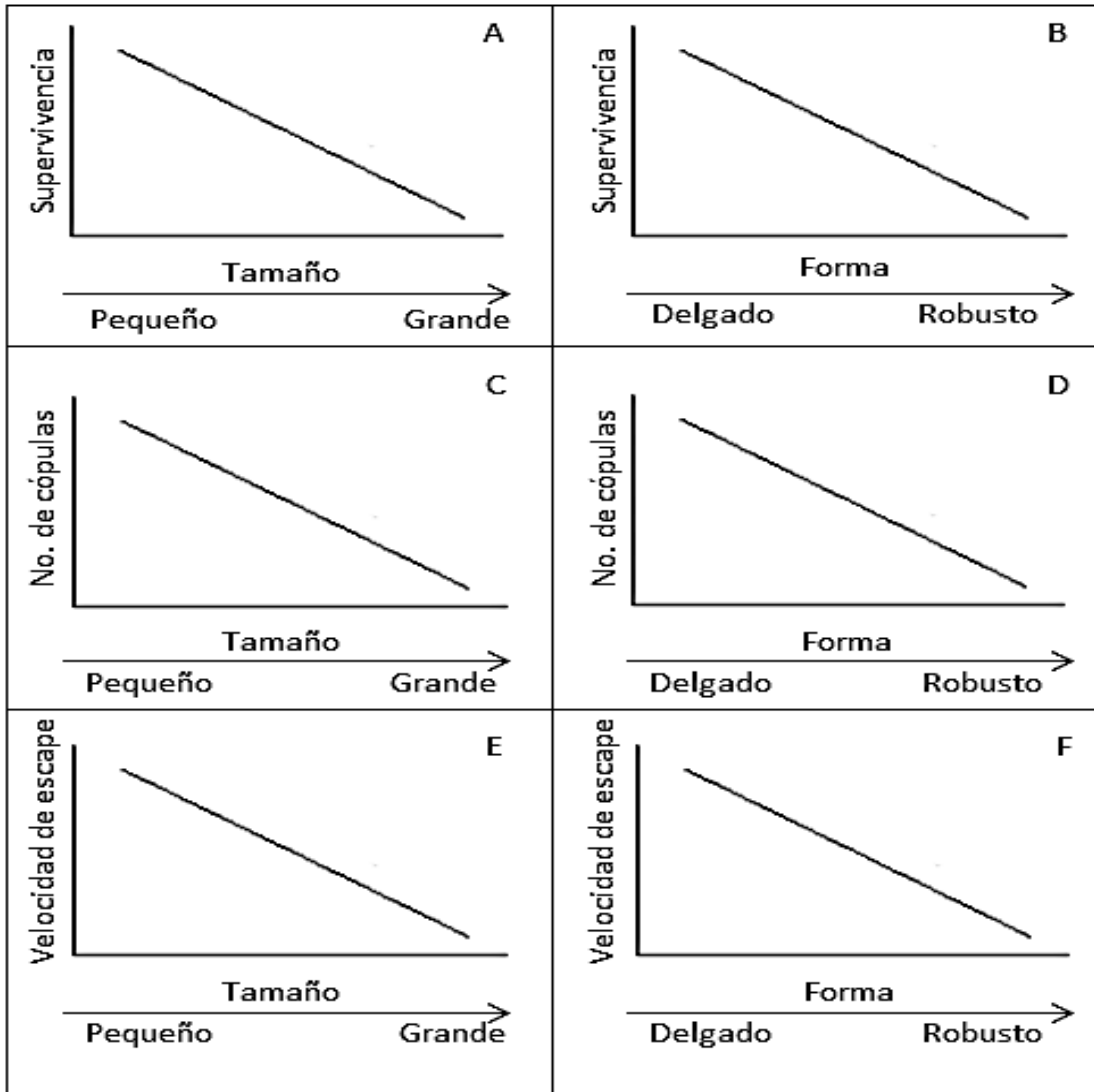 A
Supervivencia
Tamaño
Pequeño Grande
B
Supervivencia
Forma
Delgado Robusto
C
No. de cópulas
Tamaño
Pequeño Grande
D
No. de cópulas
Forma
Delgado Robusto
E
Velocidad de escape
Tamaño
Pequeño Grande
F
Velocidad de escape
Forma
Delgado Robusto